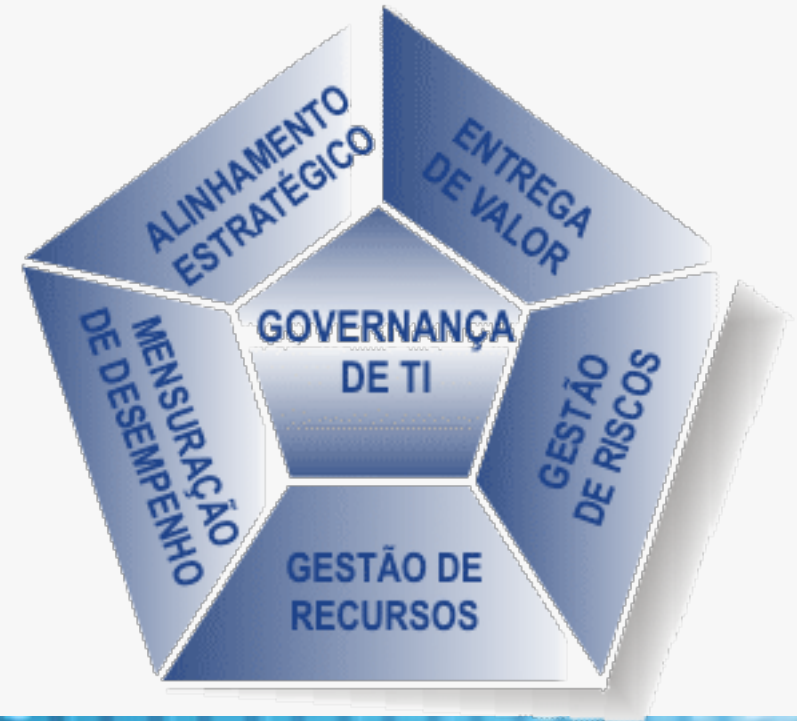 ALINHAMENTO
ESTRATÉGICO
ENTREGA
DE VALOR
GOVERNANÇA
DE TI
MENSURAÇÃO
DE DESEMPENHO
GESTÃO
DE RISCOS
GESTÃO DE
RECURSOS